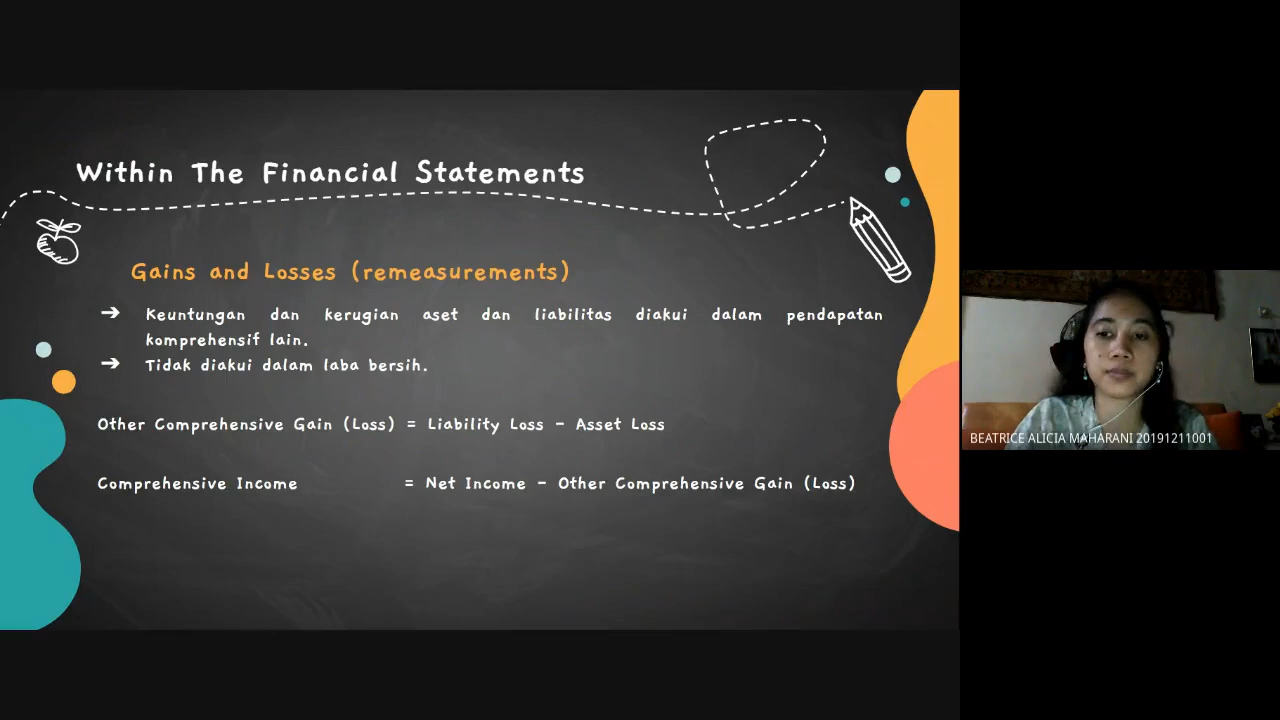 Within The Financial Statements
Gains and Losses (remeasurements)
➔ Keuntungan dan kerugian aset dan liabilitas diakui dalam pendapatan
komprehensif lain.
➔ Tidak diakui dalam laba bersih.
Other Comprehensive Gain (Loss) = Liability Loss - Asset Loss
Comprehensive Income = Net Income - Other Comprehensive Gain (Loss)
BEATRICE ALICIA MAHARANI 20191211001